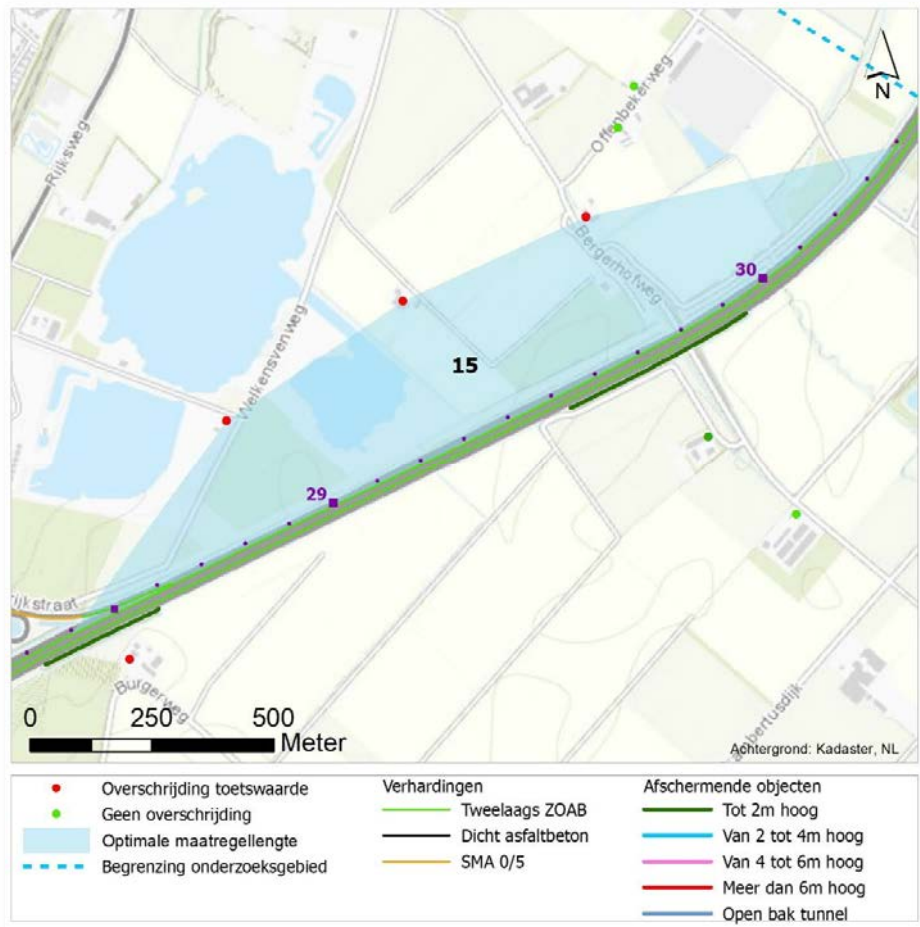 Rijksweg
Offenbekerweg
N
Bergerhofweg
30
15
Welkensvenweg
29
rijkstraat
Burgerweg
mbertusdijk
0 250 500
Meter
Achtergrond: Kadaster, NL
Overschrijding toetswaarde
Geen overschrijding
Optimale maatregellengte
Begrenzing onderzoeksgebied
Verhardingen
Tweelaags ZOAB
Dicht asfaltbeton
SMA 0/5
Afschermende objecten
Tot 2m hoog
Van 2 tot 4m hoog
Van 4 tot 6m hoog
Meer dan 6m hoog
Open bak tunnel